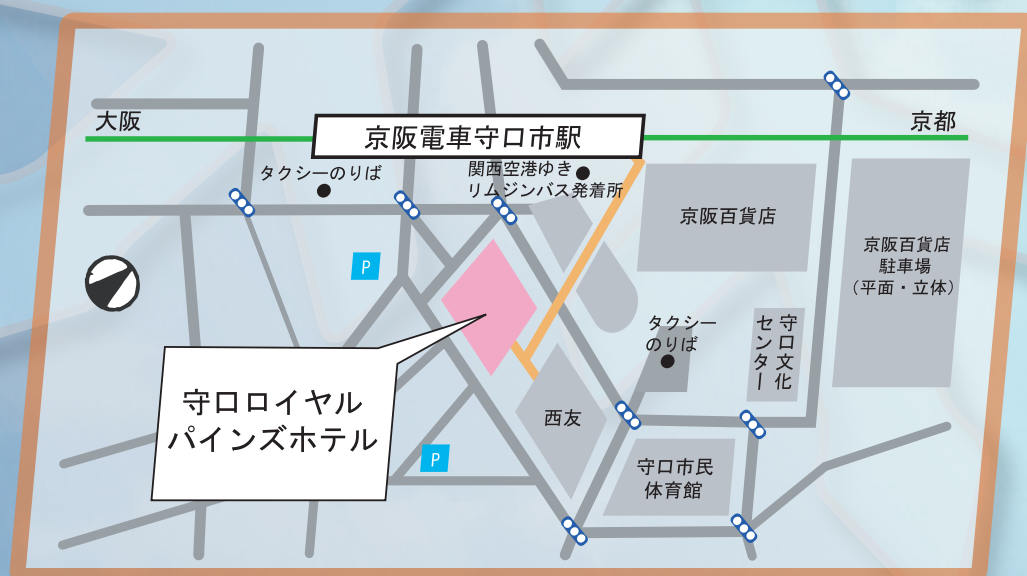 大阪
京都
京阪電車守口市駅
タクシーのりば
関西空港ゆき
リムジンバス発着所
京阪百貨店
京阪百貨店
駐車場
（平面・立体）
P
タクシー
のりば
守口文化
センター
守口ロイヤル
パインズホテル
西友
P
守口市民
体育館